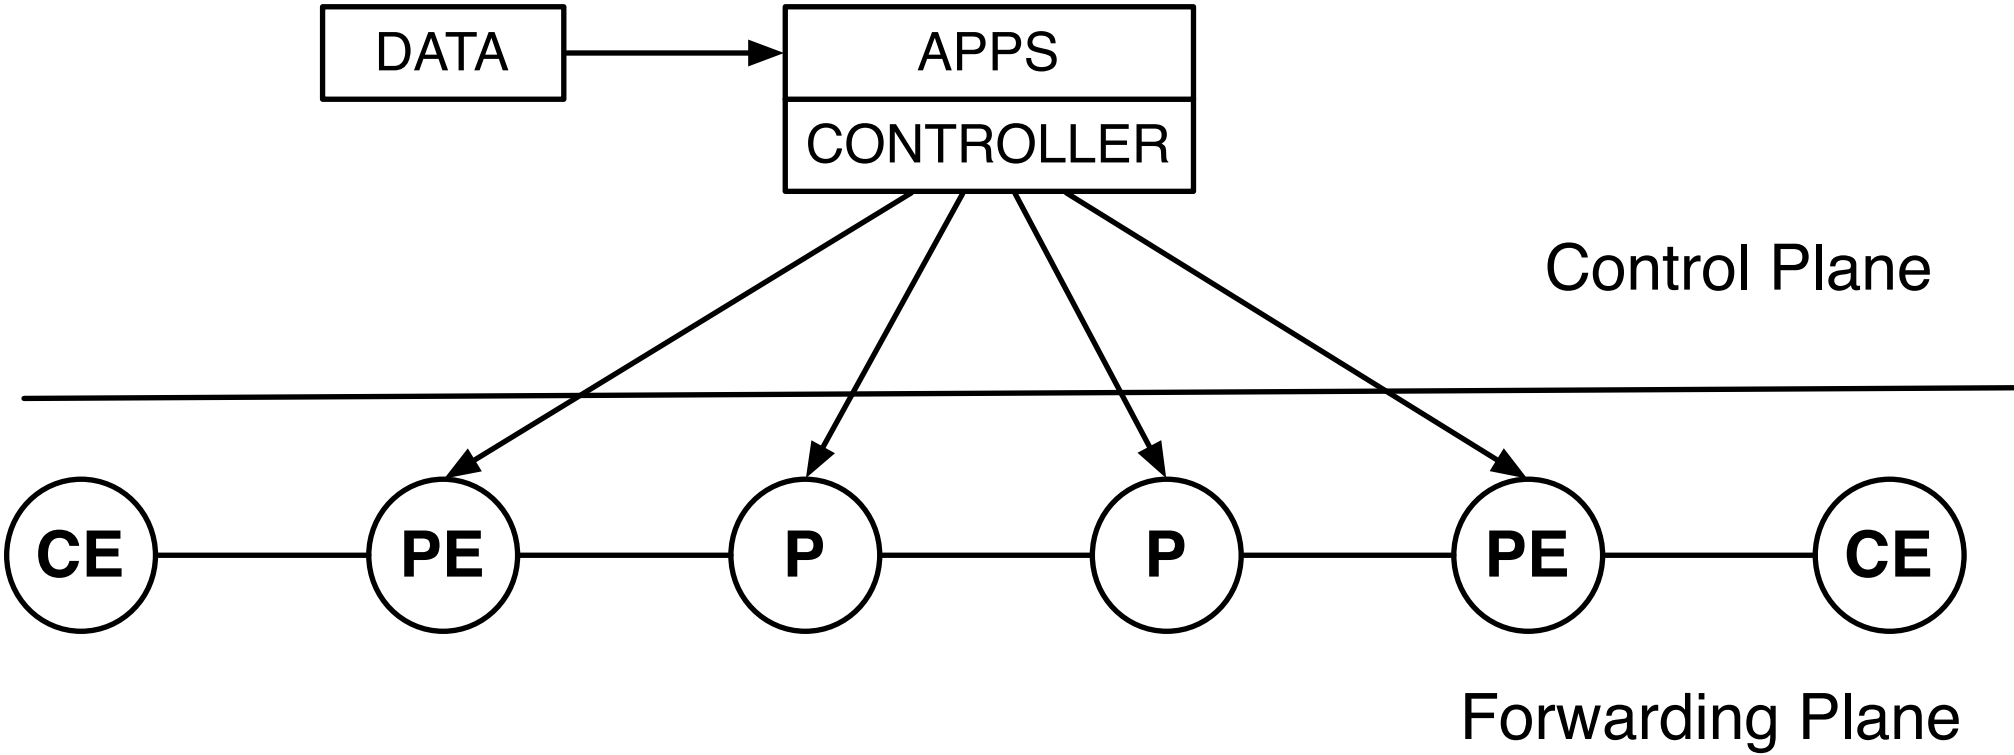 DATA
APPS
CONTROLLER
Control Plane
CE PE P P PE CE
Forwarding Plane